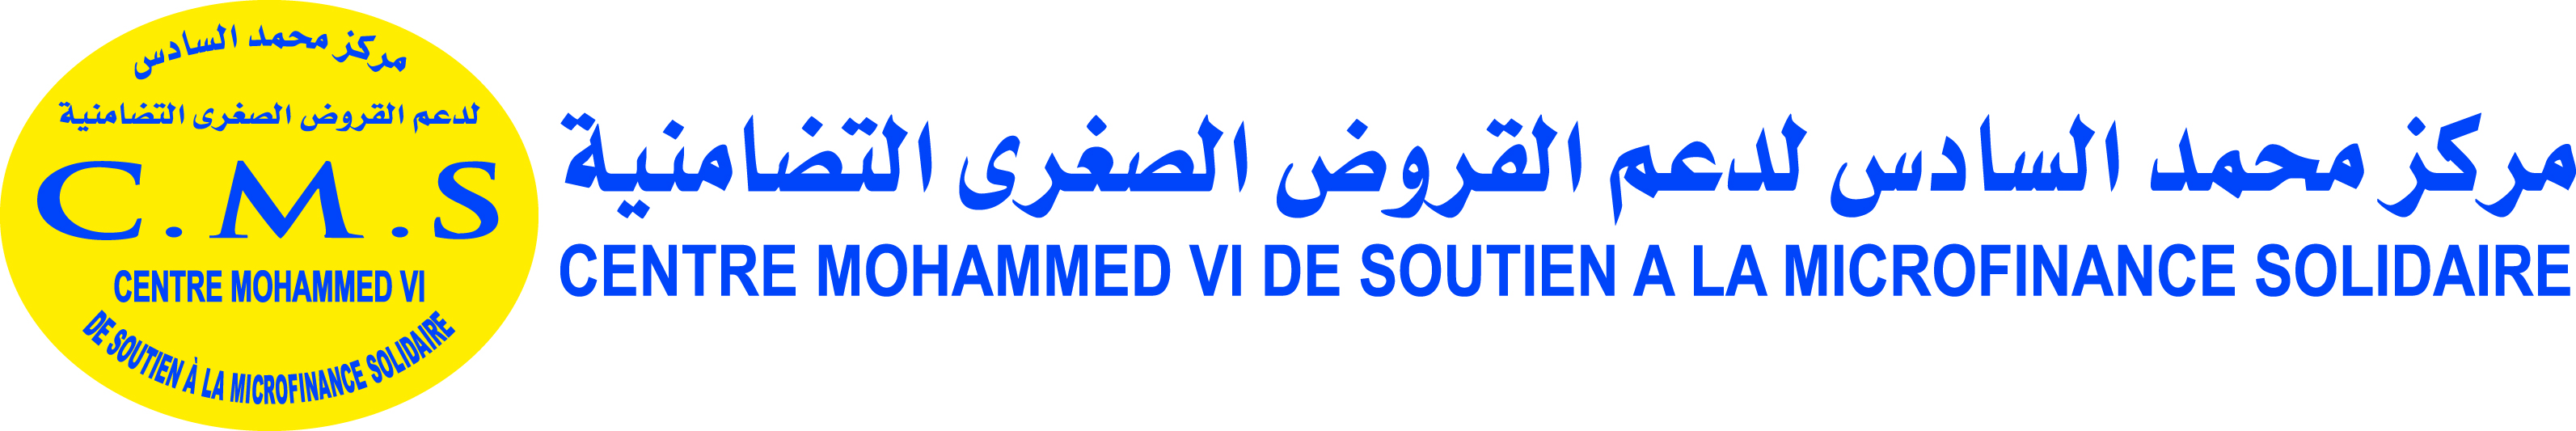 مركز محمد السادس
لدعم القروض الصغرى التضامنية
C.M.S
CENTRE MOHAMMED VI
DE SOUTIEN À LA MICROFINANCE SOLIDAIRE
مركز محمد السادس لدعم القروض الصغرى التضامنية
CENTRE MOHAMMED VI DE SOUTIEN A LA MICROFINANCE SOLIDAIRE